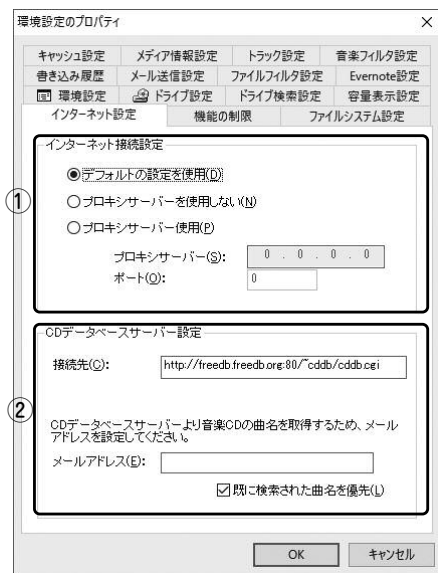 環境設定のプロパティ
×
キャッシュ設定 メディア情報設定 トラック設定 音楽フィルタ設定
書き込み履歴 メール送信設定 ファイルフィルタ設定 Evernote設定
環境設定 ドライブ設定 ドライブ検索設定 容量表示設定
インターネット設定 機能の制限 ファイルシステム設定
①
インターネット接続設定
デフォルトの設定を使用(D)
プロキシサーバーを使用しない(N)
プロキシサーバー使用(P)
プロキシサーバー(S): 0 . 0 . 0 . 0
ポート(O): 0
②
CDデータベースサーバー設定
接続先(C): http://freedb.freedb.org:80/~cddb/cddb.cgi
CDデータベースサーバーより音楽CDの曲名を取得するため、メール
アドレスを設定してください。
メールアドレス(E):
既に検索された曲名を優先(L)
OK キャンセル